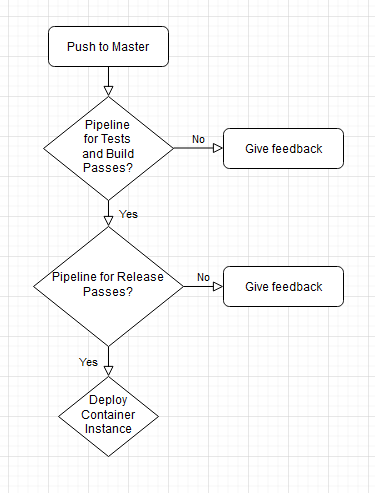 Push to Master
Pipeline
for Tests
and Build
Passes?
No
Give feedback
Yes
Pipeline for Release
Passes?
No
Give feedback
Yes
Deploy
Container
Instance